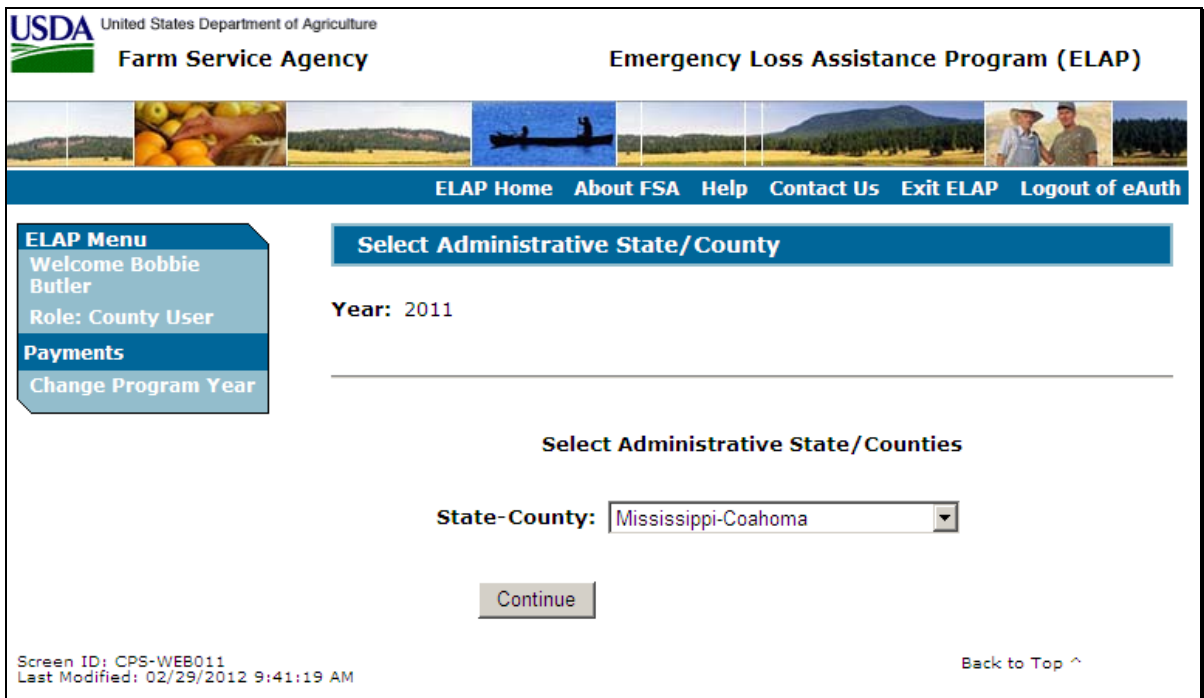 USDA United States Department of Agriculture
Farm Service Agency
Emergency Loss Assistance Program (ELAP)
ELAP Home About FSA Help Contact Us Exit ELAP Logout of eAuth
ELAP Menu
Welcome Bobbie
Butler
Role: County User
Payments
Change Program Year
Select Administrative State/County
Year: 2011
Select Administrative State/Counties
State-County: Mississippi-Coahoma
Continue
Screen ID: CPS-WEB011
Last Modified: 02/29/2012 9:41:19 AM
Back to Top ^